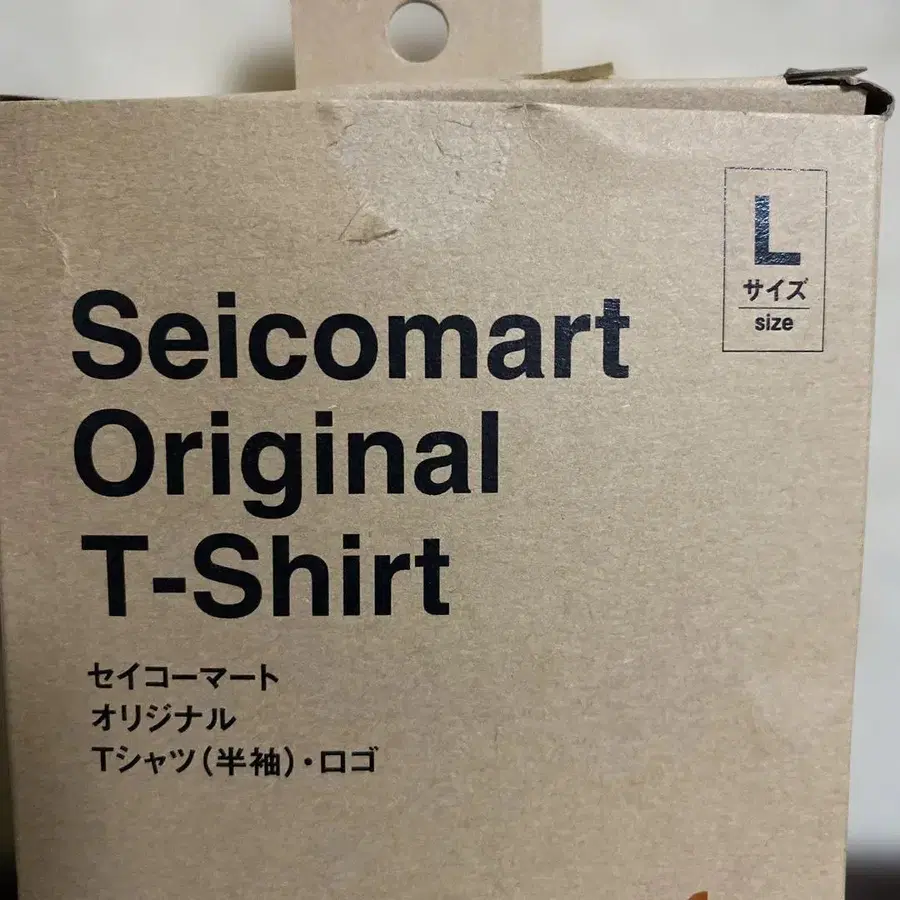 L
サイズ
size
Seicomart
Original
T-Shirt
セイコーマート
オリジナル
Tシャツ(半袖)・ロゴ